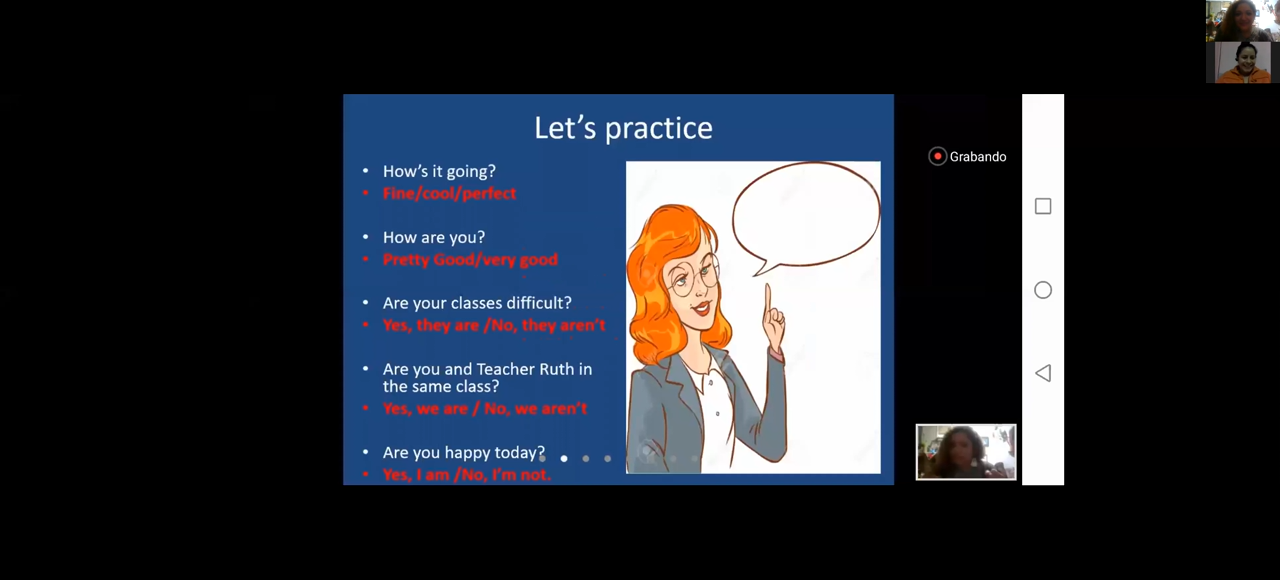 Let's practice
• How's it going?
• Fine/cool/perfect
• How are you?
• Pretty Good/very good
• Are your classes difficult?
• Yes, they are /No, they aren't
• Are you and Teacher Ruth in
the same class?
• Yes, we are / No, we aren't
• Are you happy today?
• Yes, I am /No, I'm not.
Grabando